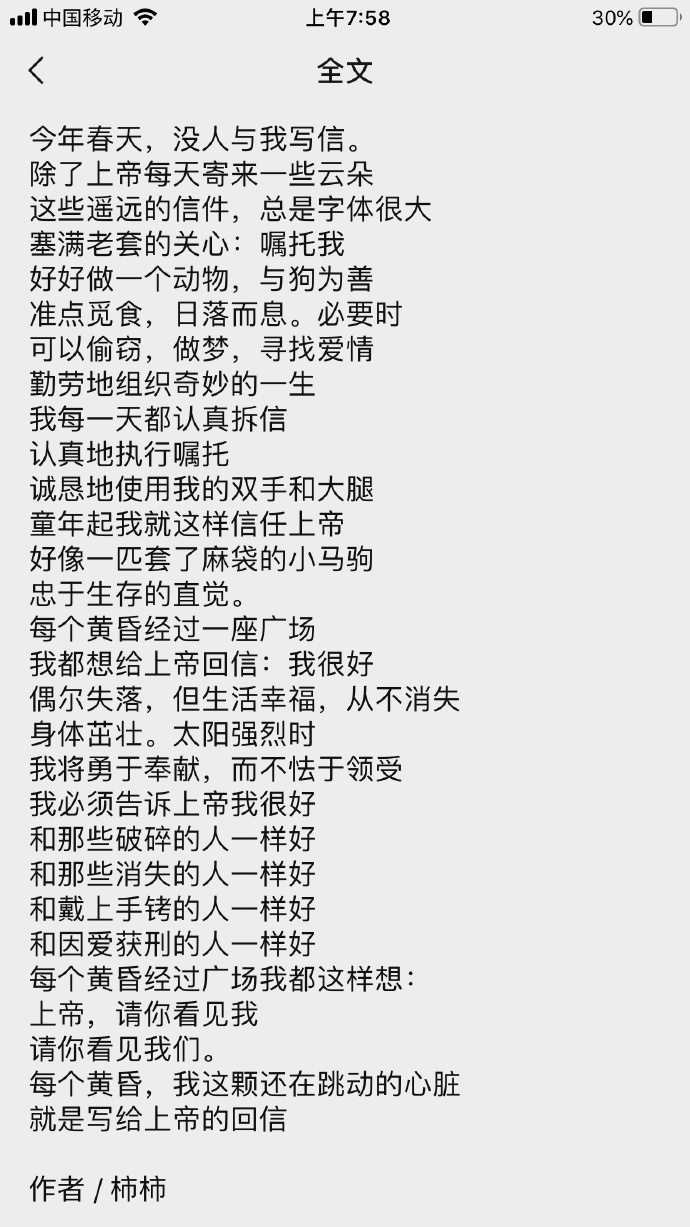 中国移动 上午7:58 30%
全文
今年春天，没人与我写信。
除了上帝每天寄来一些云朵
这些遥远的信件，总是字体很大
塞满老套的关心：嘱托我
好好做一个动物，与狗为善
准点觅食，日落而息。必要时
可以偷窃，做梦，寻找爱情
勤劳地组织奇妙的一生
我每一天都认真拆信
认真地执行嘱托
诚恳地使用我的双手和大腿
童年起我就这样信任上帝
好像一匹套了麻袋的小马驹
忠于生存的直觉。
每个黄昏经过一座广场
我都想给上帝回信：我很好
偶尔失落，但生活幸福，从不消失
身体茁壮。太阳强烈时
我将勇于奉献，而不怯于领受
我必须告诉上帝我很好
和那些破碎的人一样好
和那些消失的人一样好
和戴上手铐的人一样好
和因爱获刑的人一样好
每个黄昏经过广场我都这样想：
上帝，请你看见我
请你看见我们。
每个黄昏，我这颗还在跳动的心脏
就是写给上帝的回信
作者 / 柿柿